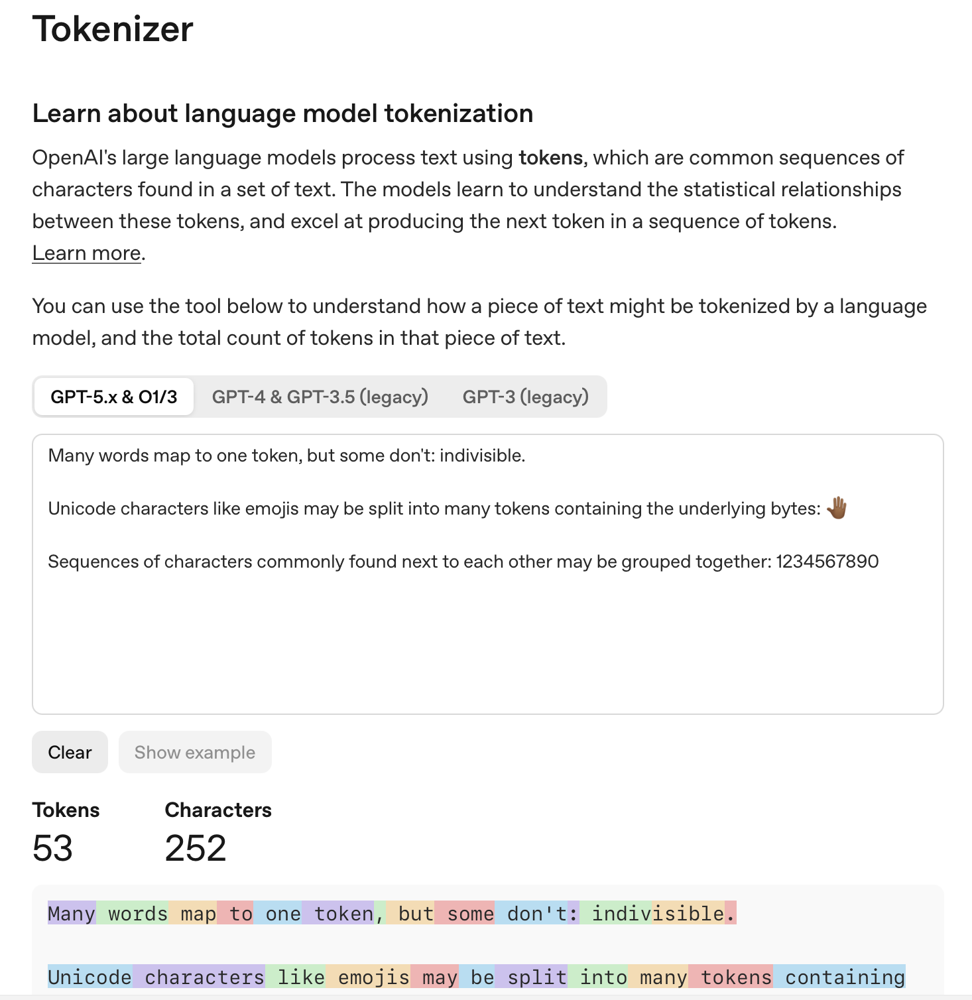 Tokenizer
Learn about language model tokenization
OpenAI's large language models process text using tokens, which are common sequences of
characters found in a set of text. The models learn to understand the statistical relationships
between these tokens, and excel at producing the next token in a sequence of tokens.
Learn more.
You can use the tool below to understand how a piece of text might be tokenized by a language
model, and the total count of tokens in that piece of text.
GPT-5.x & O1/3 GPT-4 & GPT-3.5 (legacy) GPT-3 (legacy)
Many words map to one token, but some don't: indivisible.
Unicode characters like emojis may be split into many tokens containing the underlying bytes: 🤚🏾
Sequences of characters commonly found next to each other may be grouped together: 1234567890
Clear Show example
Tokens Characters
53 252
Many words map to one token, but some don't: indivisible.
Unicode characters like emojis may be split into many tokens containing